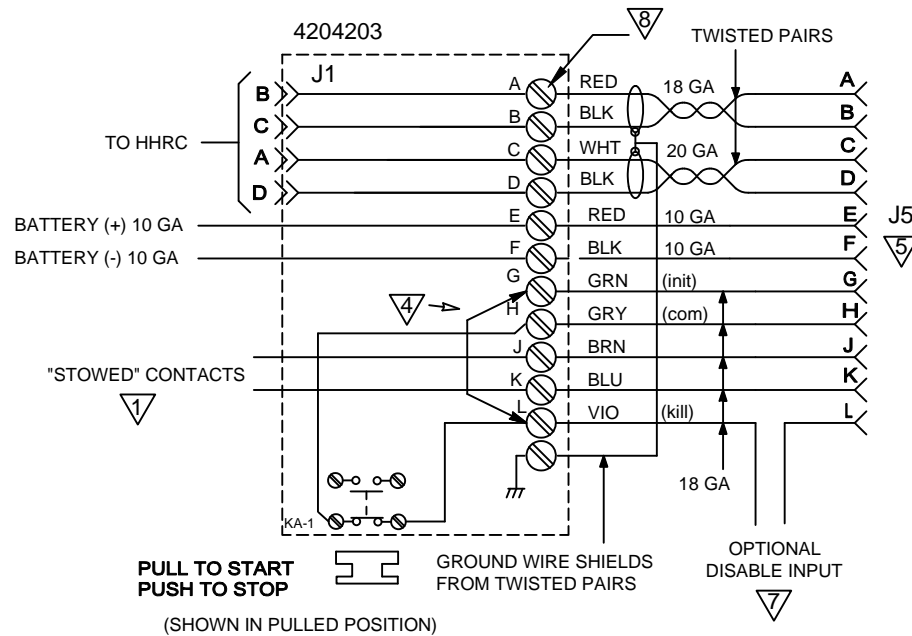 4204203
8
TWISTED PAIRS
J1
B
A
RED
18 GA
A
C
B
BLK
B
TO HHRC
A
C
WHT
20 GA
C
D
D
BLK
D
BATTERY (+) 10 GA
E
RED
10 GA
E
J5
BATTERY (-) 10 GA
F
BLK
10 GA
F
5
G
GRN
(init)
G
4
H
GRY
(com)
H
J
BRN
J
"STOWED" CONTACTS
K
BLU
K
1
L
VIO
(kill)
L
18 GA
KA-1
PULL TO START
PUSH TO STOP
GROUND WIRE SHIELDS
FROM TWISTED PAIRS
OPTIONAL
DISABLE INPUT
7
(SHOWN IN PULLED POSITION)